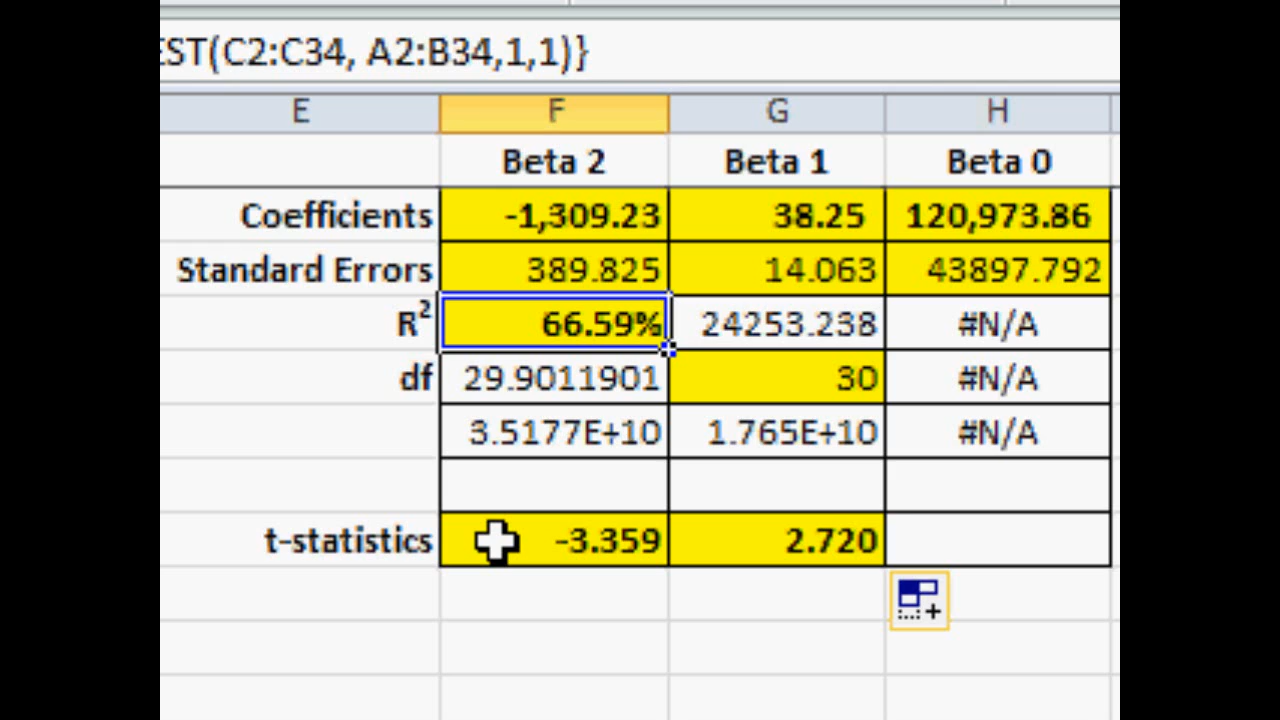 EST(C2:C34, A2:B34,1,1)}
E F G H
Beta 2 Beta 1 Beta 0
Coefficients -1,309.23 38.25 120,973.86
Standard Errors 389.825 14.063 43897.792
R² 66.59% 24253.238 #N/A
df 29.9011901 30 #N/A
3.5177E+10 1.765E+10 #N/A
t-statistics -3.359 2.720